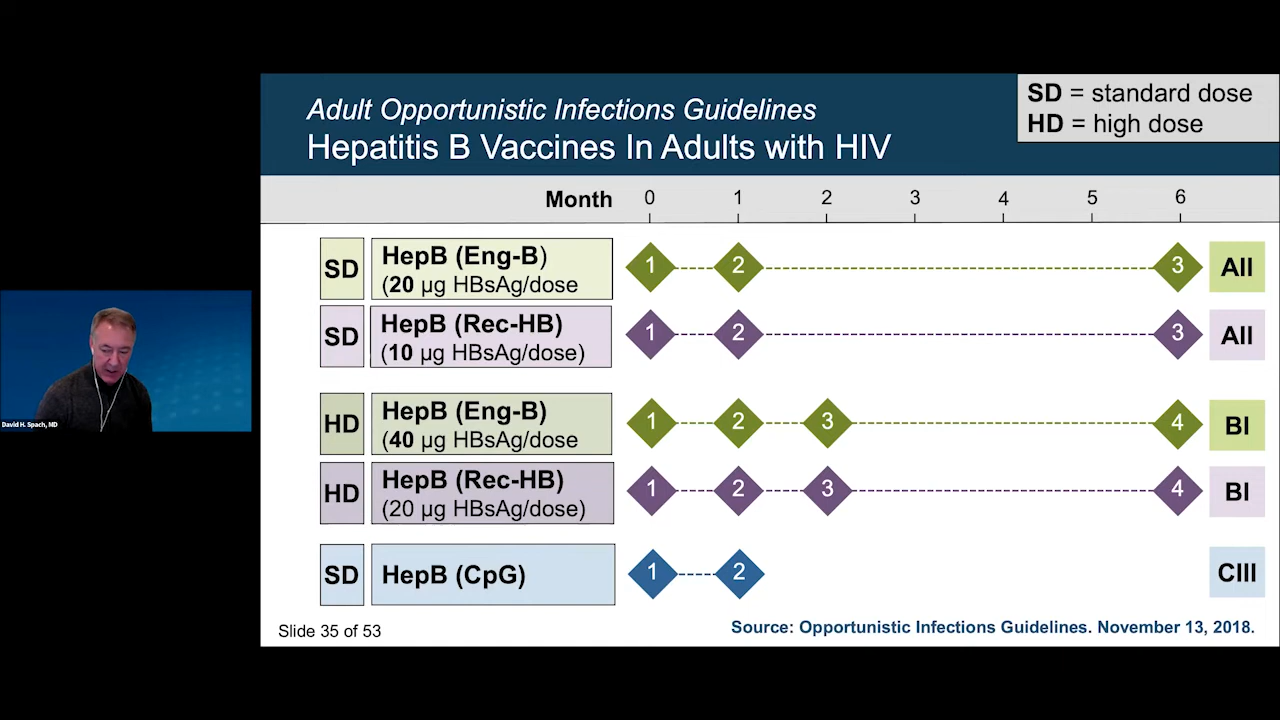 Adult Opportunistic Infections Guidelines
Hepatitis B Vaccines In Adults with HIV
SD = standard dose
HD = high dose
Month 0 1 2 3 4 5 6
SD HepB (Eng-B) 1 2 3 AII
(20 µg HBsAg/dose
SD HepB (Rec-HB) 1 2 3 AII
(10 µg HBsAg/dose)
HD HepB (Eng-B) 1 2 3 4 BI
(40 µg HBsAg/dose
HD HepB (Rec-HB) 1 2 3 4 BI
(20 µg HBsAg/dose)
SD HepB (CpG) 1 2 CIII
David H. Spach, MD
Slide 35 of 53
Source: Opportunistic Infections Guidelines. November 13, 2018.